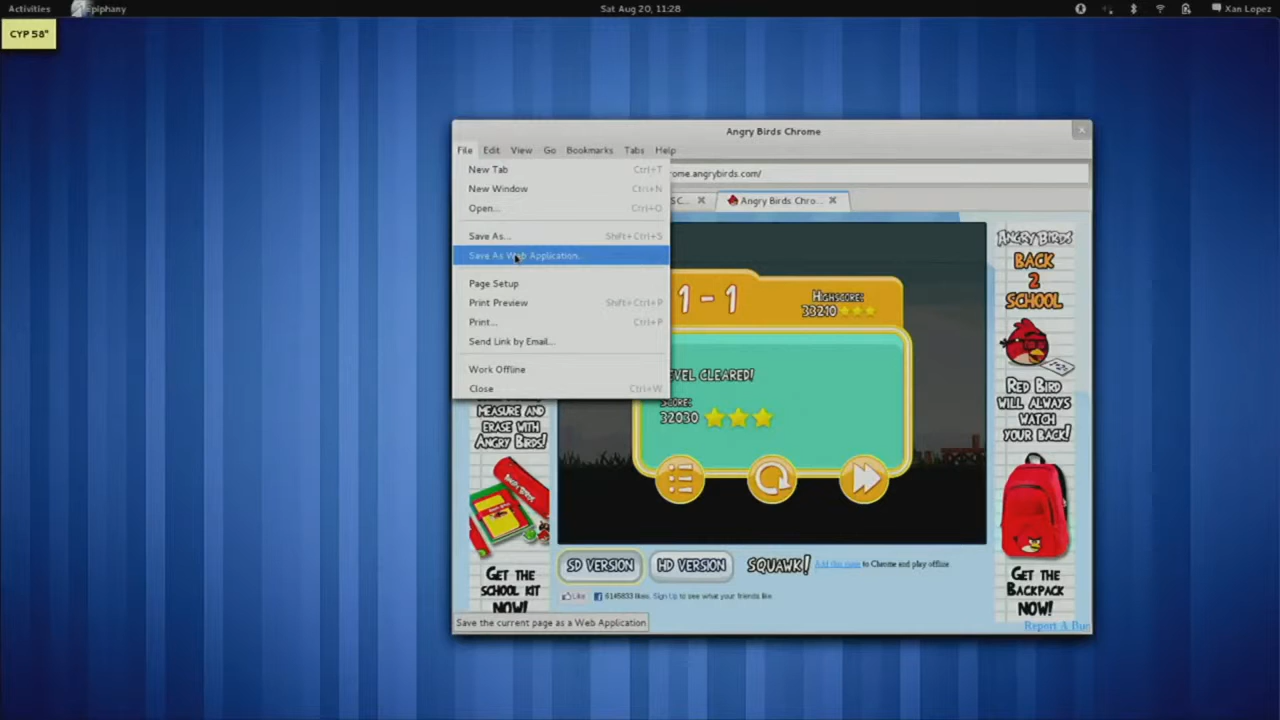 Activities
Epiphany
Sat Aug 20, 11:28
Xan Lopez
CYP 58"
Angry Birds Chrome
File Edit View Go Bookmarks Tabs Help
New Tab Ctrl+T
New Window Ctrl+N
Open... Ctrl+O
Save As... Shift+Ctrl+S
Save As Web Application...
Page Setup
Print Preview Shift+Ctrl+P
Print... Ctrl+P
Send Link by Email...
Work Offline
Close Ctrl+W
ome.angrybirds.com/
SC...
Angry Birds Chro...
1-1
HIGHSCORE:
33210
EVEL CLEARED!
SCORE:
32030
MEASURE AND
ERASE WITH
ANGRY BIRDS!
GET THE
SCHOOL KIT
NOW!
ANGRY BIRDS
BACK
2
SCHOOL
RED BIRD
WILL ALWAYS
WATCH
YOUR BACK!
GET THE
BACKPACK
NOW!
SD VERSION
HD VERSION
SQUAWK!
Add this game to Chrome and play offline.
Like
6145833 likes. Sign Up to see what your friends like.
Report A Bug
Save the current page as a Web Application